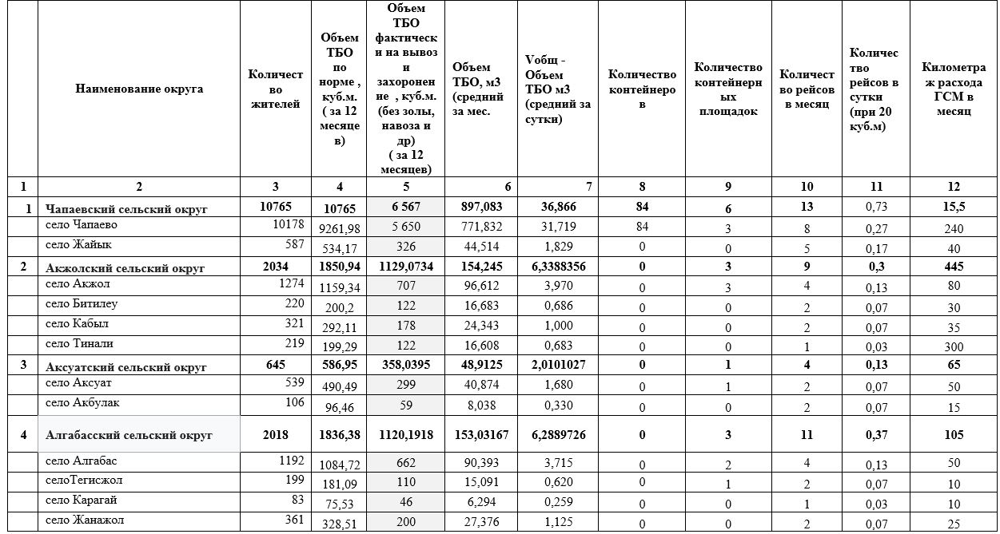 Наименование округа | Количест во жителей | Объем ТБО по норме , куб.м. ( за 12 месяце в) | Объем ТБО фактическ и на вывоз и захоронен ие , куб.м. (без золы, навоза и др) ( за 12 месяцев) | Объем ТБО, м3 (средний за мес. | Vобщ - Объем ТБО м3 (средний за сутки) | Количество контейнеро в | Количество контейнерн ых площадок | Количест во рейсов в месяц | Количес тво рейсов в сутки (при 20 куб.м) | Километра ж расхода ГСМ в месяц
1 | 2 | 3 | 4 | 5 | 6 | 7 | 8 | 9 | 10 | 11 | 12
1 | Чапаевский сельский округ | 10765 | 10765 | 6 567 | 897,083 | 36,866 | 84 | 6 | 13 | 0,73 | 15,5
село Чапаево | 10178 | 9261,98 | 5 650 | 771,832 | 31,719 | 84 | 3 | 8 | 0,27 | 240
село Жайык | 587 | 534,17 | 326 | 44,514 | 1,829 | 0 | 0 | 5 | 0,17 | 40
2 | Акжолский сельский округ | 2034 | 1850,94 | 1129,0734 | 154,245 | 6,3388356 | 0 | 3 | 9 | 0,3 | 445
село Акжол | 1274 | 1159,34 | 707 | 96,612 | 3,970 | 0 | 3 | 4 | 0,13 | 80
село Битилеу | 220 | 200,2 | 122 | 16,683 | 0,686 | 0 | 0 | 2 | 0,07 | 30
село Кабыл | 321 | 292,11 | 178 | 24,343 | 1,000 | 0 | 0 | 2 | 0,07 | 35
село Тинали | 219 | 199,29 | 122 | 16,608 | 0,683 | 0 | 0 | 1 | 0,03 | 300
3 | Аксуатский сельский округ | 645 | 586,95 | 358,0395 | 48,9125 | 2,0101027 | 0 | 1 | 4 | 0,13 | 65
село Аксуат | 539 | 490,49 | 299 | 40,874 | 1,680 | 0 | 1 | 2 | 0,07 | 50
село Акбулак | 106 | 96,46 | 59 | 8,038 | 0,330 | 0 | 0 | 2 | 0,07 | 15
4 | Алгабасский сельский округ | 2018 | 1836,38 | 1120,1918 | 153,03167 | 6,2889726 | 0 | 3 | 11 | 0,37 | 105
село Алгабас | 1192 | 1084,72 | 662 | 90,393 | 3,715 | 0 | 2 | 4 | 0,13 | 50
селоТегисжол | 199 | 181,09 | 110 | 15,091 | 0,620 | 0 | 1 | 2 | 0,07 | 10
село Карагай | 83 | 75,53 | 46 | 6,294 | 0,259 | 0 | 0 | 1 | 0,03 | 10
село Жанажол | 361 | 328,51 | 200 | 27,376 | 1,125 | 0 | 0 | 2 | 0,07 | 25